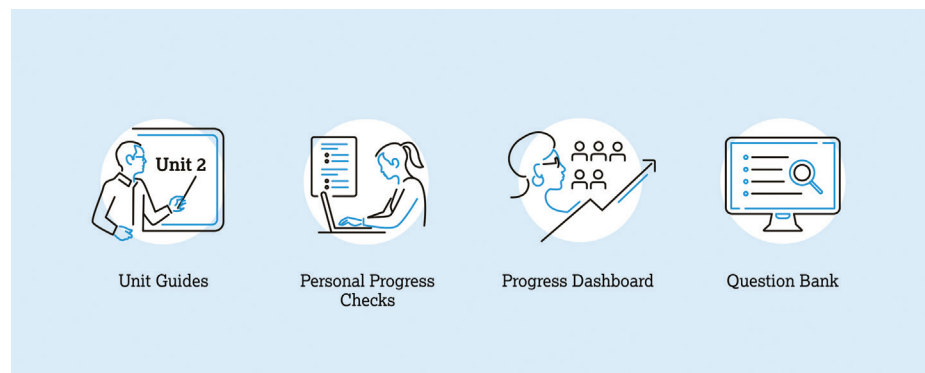 Unit 2
Unit Guides
Personal Progress
Checks
Progress Dashboard
Question Bank